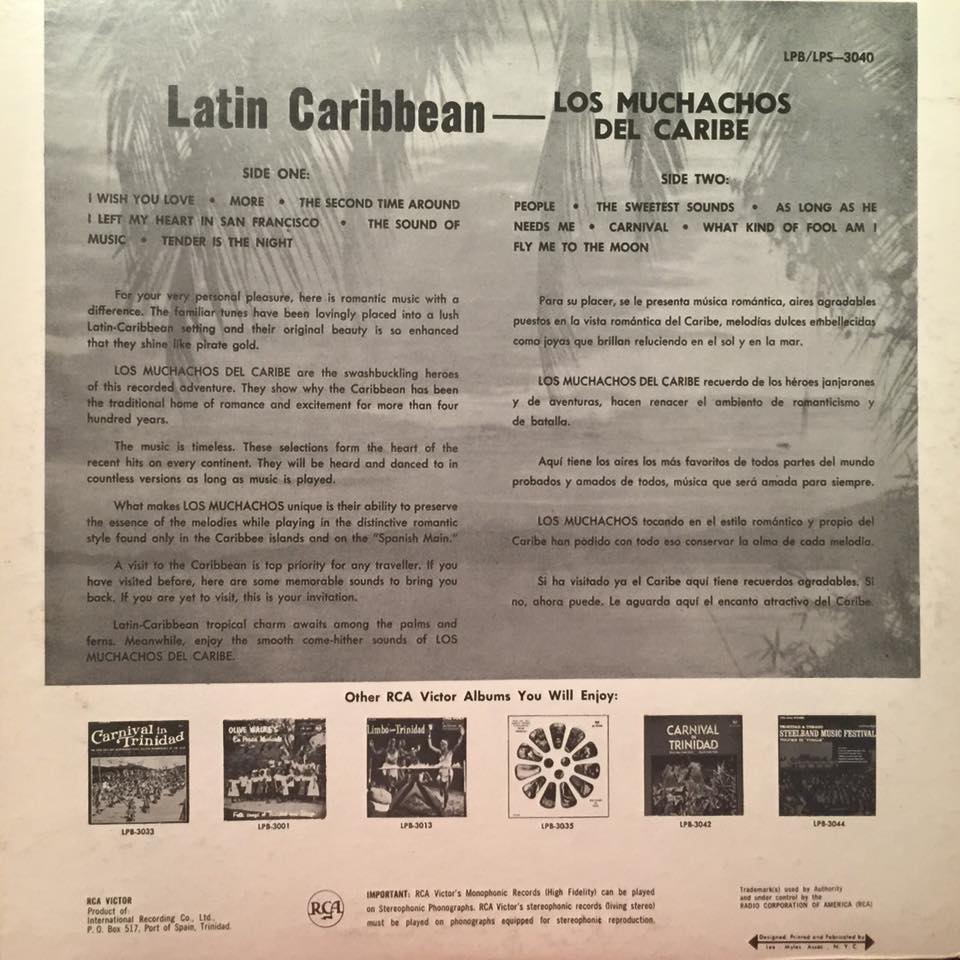 LPB/LPS—3040
Latin Caribbean — LOS MUCHACHOS
DEL CARIBE
SIDE ONE:
I WISH YOU LOVE • MORE • THE SECOND TIME AROUND
I LEFT MY HEART IN SAN FRANCISCO • THE SOUND OF
MUSIC • TENDER IS THE NIGHT
For your very personal pleasure, here is romantic music with a
difference. The familiar tunes have been lovingly placed into a lush
Latin-Caribbean setting and their original beauty is so enhanced
that they shine like pirate gold.
LOS MUCHACHOS DEL CARIBE are the swashbuckling heroes
of this recorded adventure. They show why the Caribbean has been
the traditional home of romance and excitement for more than four
hundred years.
The music is timeless. These selections form the heart of the
recent hits on every continent. They will be heard and danced to in
countless versions as long as music is played.
What makes LOS MUCHACHOS unique is their ability to preserve
the essence of the melodies while playing in the distinctive romantic
style found only in the Caribbee islands and on the "Spanish Main."
A visit to the Caribbean is top priority for any traveller. If you
have visited before, here are some memorable sounds to bring you
back. If you are yet to visit, this is your invitation.
Latin-Caribbean tropical charm awaits among the palms and
ferns. Meanwhile, enjoy the smooth come-hither sounds of LOS
MUCHACHOS DEL CARIBE.
SIDE TWO:
PEOPLE • THE SWEETEST SOUNDS • AS LONG AS HE
NEEDS ME • CARNIVAL • WHAT KIND OF FOOL AM I
FLY ME TO THE MOON
Para su placer, se le presenta música romántica, aires agradables
puestos en la vista romántica del Caribe, melodías dulces embellecidas
como joyas que brillan reluciendo en el sol y en la mar.
LOS MUCHACHOS DEL CARIBE recuerdo de los héroes janjarones
y de aventuras, hacen renacer el ambiento de romanticismo y
de batalla.
Aquí tiene los aires los más favoritos de todos partes del mundo
probados y amados de todos, música que será amada para siempre.
LOS MUCHACHOS tocando en el estilo romántico y propio del
Caribe han podido con todo eso conservar la alma de cada melodía.
Si ha visitado ya el Caribe aquí tiene recuerdos agradables. Si
no, ahora puede. Le aguarda aquí el encanto atractivo del Caribe.
Other RCA Victor Albums You Will Enjoy:
Carnival in
Trinidad
OLIVE WALKE'S
La Petite Musicale
Limbo from Trinidad
CARNIVAL
in
TRINIDAD
STEELBAND MUSIC FESTIVAL
LPB-3033
LPB-3001
LPB-3013
LPB-3035
LPB-3042
LPB-3044
RCA VICTOR
Product of:
International Recording Co., Ltd.,
P. O. Box 517, Port of Spain, Trinidad.
RCA
IMPORTANT: RCA Victor's Monophonic Records (High Fidelity) can be played
on Stereophonic Phonographs. RCA Victor's stereophonic records (living stereo)
must be played on phonographs equipped for stereophonic reproduction.
Trademark(s) used by Authority
and under control by the
RADIO CORPORATION OF AMERICA (RCA)
Designed, Printed and Fabricated by
Lee - Myles Assoc., N. Y. C.